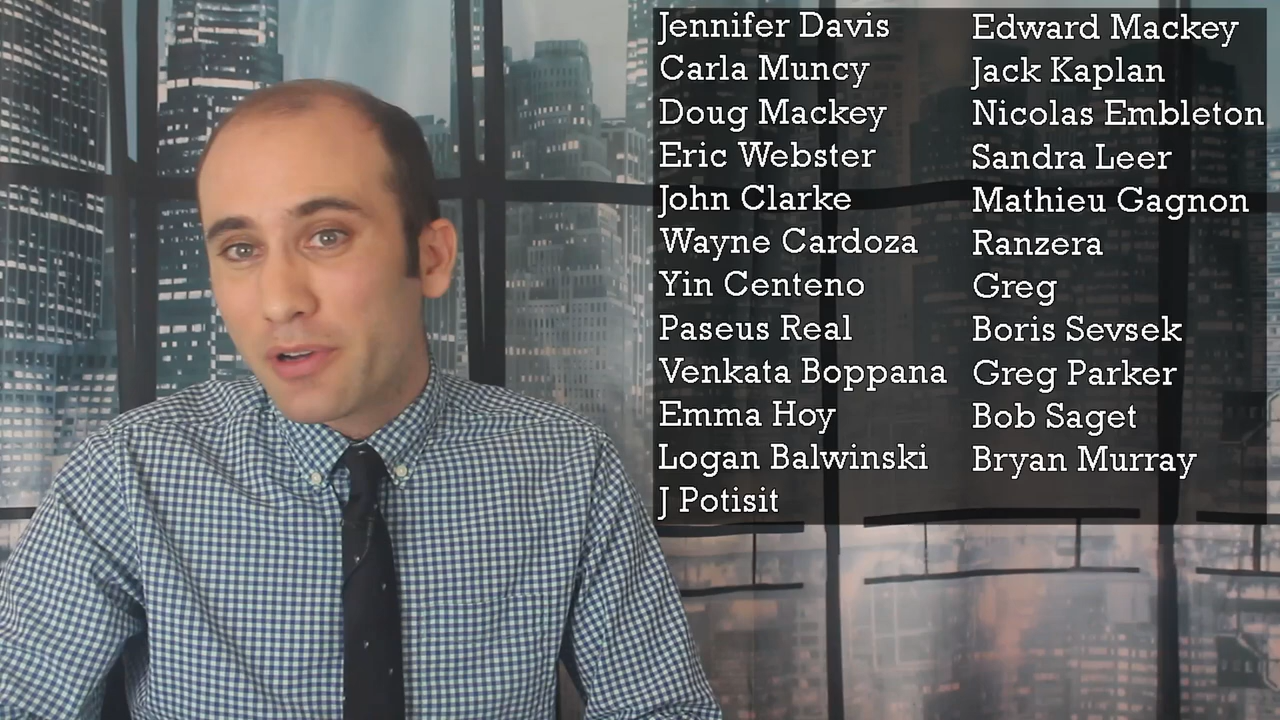 Jennifer Davis
Carla Muncy
Doug Mackey
Eric Webster
John Clarke
Wayne Cardoza
Yin Centeno
Paseus Real
Venkata Boppana
Emma Hoy
Logan Balwinski
J Potisit
Edward Mackey
Jack Kaplan
Nicolas Embleton
Sandra Leer
Mathieu Gagnon
Ranzera
Greg
Boris Sevsek
Greg Parker
Bob Saget
Bryan Murray